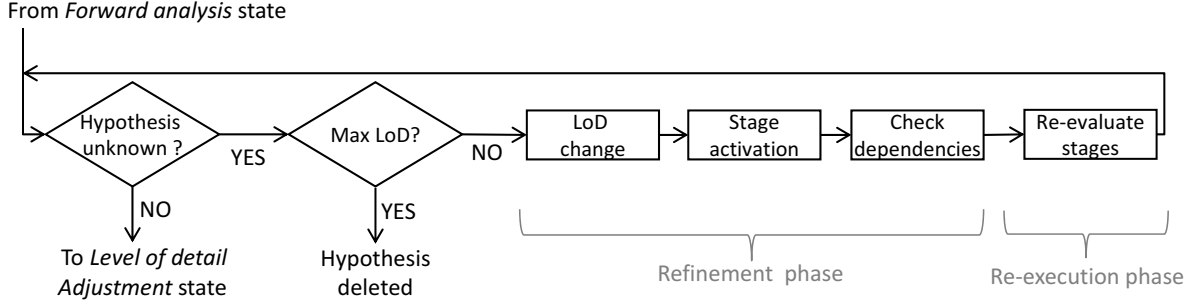 From Forward analysis state
Hypothesis
unknown ?
YES
NO
To Level of detail
Adjustment state
Max LoD?
NO
YES
Hypothesis
deleted
LoD
change
Stage
activation
Check
dependencies
Re-evaluate
stages
Refinement phase
Re-execution phase